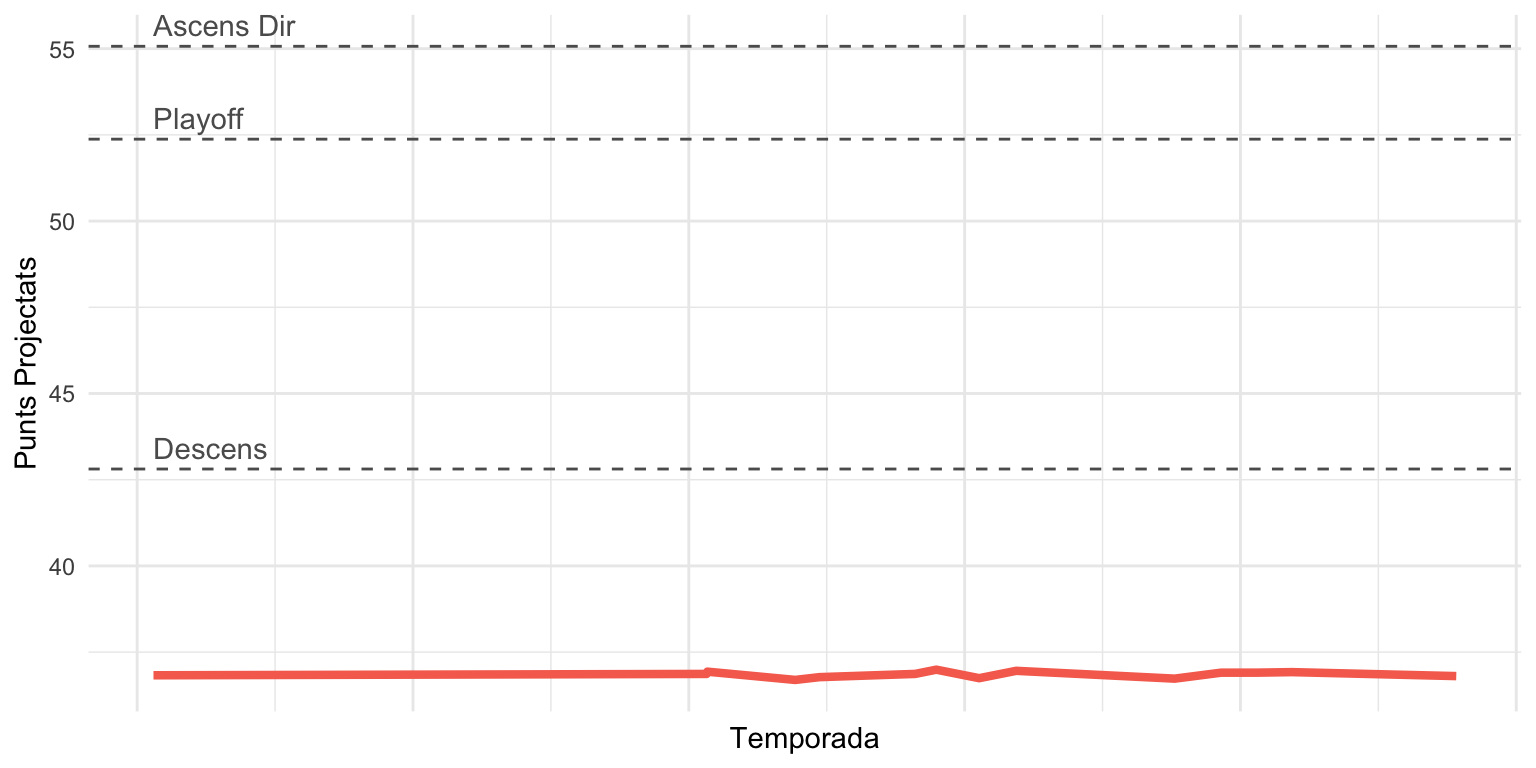 Ascens Dir
55
Playoff
50
45
Descens
40
Punts Projectats
Temporada